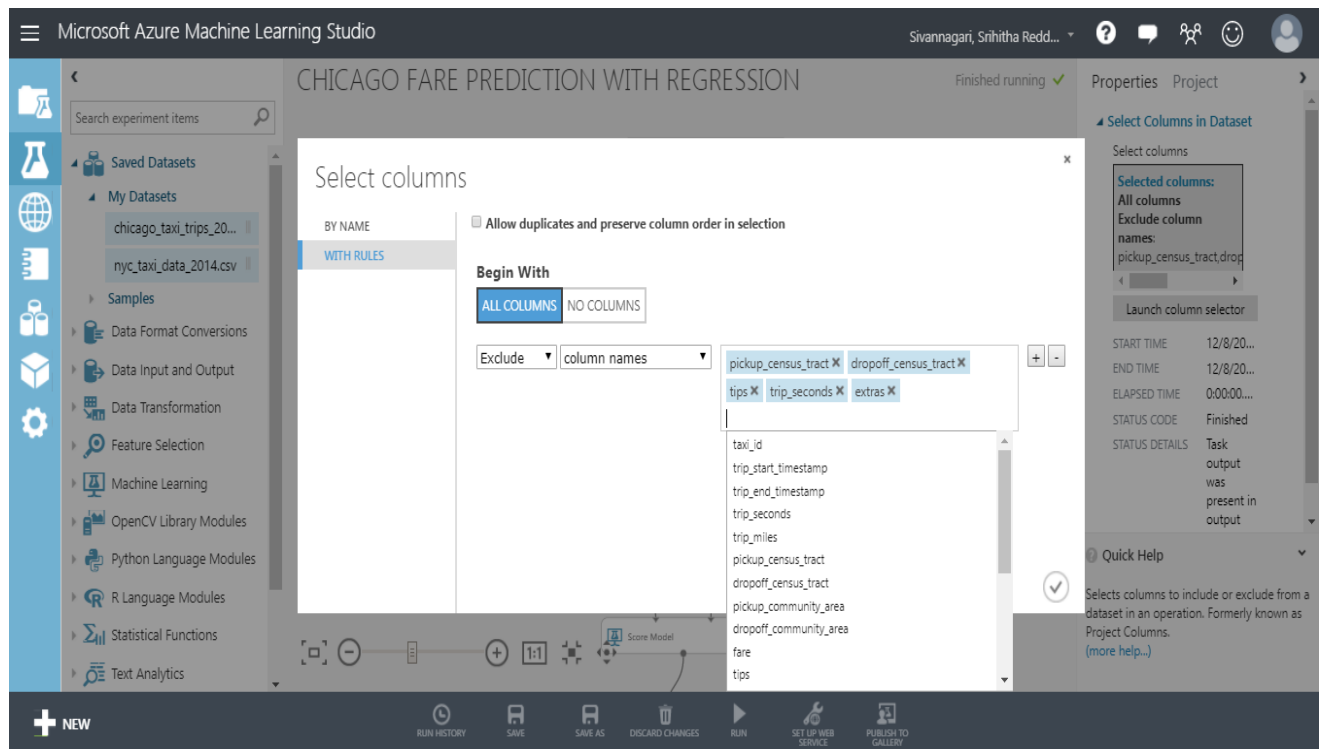 Microsoft Azure Machine Learning Studio
Sivannagari, Srihitha Redd...
?
CHICAGO FARE PREDICTION WITH REGRESSION
Finished running
Search experiment items
Saved Datasets
My Datasets
chicago_taxi_trips_20...
nyc_taxi_data_2014.csv
Samples
Data Format Conversions
Data Input and Output
Data Transformation
Feature Selection
Machine Learning
OpenCV Library Modules
Python Language Modules
R Language Modules
Statistical Functions
Text Analytics
Select columns
x
BY NAME
WITH RULES
Allow duplicates and preserve column order in selection
Begin With
ALL COLUMNS NO COLUMNS
Exclude column names
pickup_census_tract dropoff_census_tract
tips trip_seconds extras
+ -
taxi_id
trip_start_timestamp
trip_end_timestamp
trip_seconds
trip_miles
pickup_census_tract
dropoff_census_tract
pickup_community_area
dropoff_community_area
fare
tips
1:1
Score Model
Properties Project
Select Columns in Dataset
Select columns
Selected columns:
All columns
Exclude column
names:
pickup_census_tract,drop
Launch column selector
START TIME 12/8/20...
END TIME 12/8/20...
ELAPSED TIME 0:00:00....
STATUS CODE Finished
STATUS DETAILS Task
output
was
present in
output
Quick Help
Selects columns to include or exclude from a
dataset in an operation. Formerly known as
Project Columns.
(more help...)
NEW
RUN HISTORY
SAVE
SAVE AS
DISCARD CHANGES
RUN
SET UP WEB
SERVICE
PUBLISH TO
GALLERY